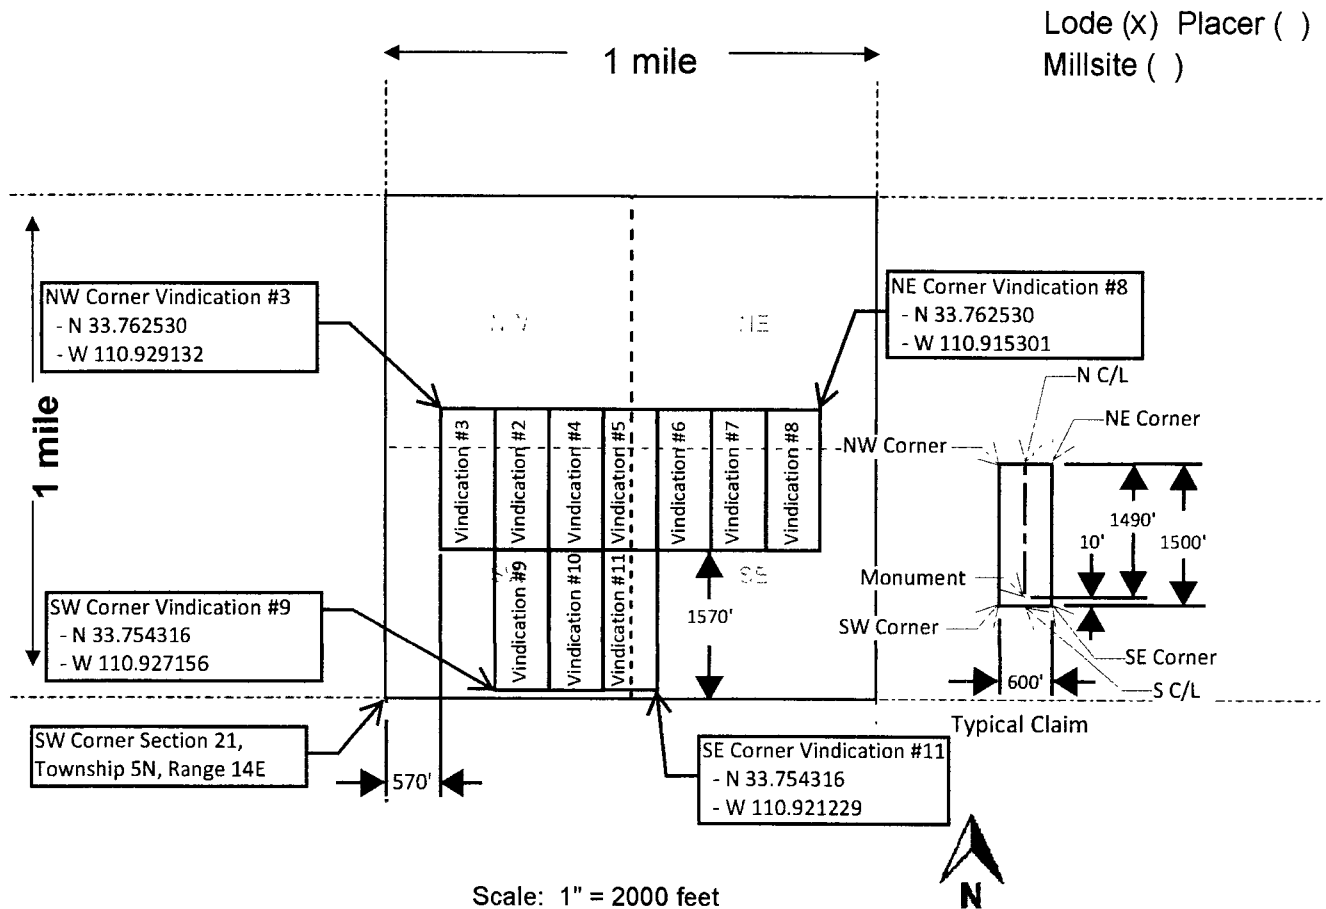 Lode (x) Placer ( )
Millsite ( )
1 mile
1 mile
NW Corner Vindication #3
- N 33.762530
- W 110.929132
NE Corner Vindication #8
- N 33.762530
- W 110.915301
NE
Vindication #3
Vindication #2
Vindication #4
Vindication #5
Vindication #6
Vindication #7
Vindication #8
N C/L
NE Corner
NW Corner
1490'
10'
1500'
Monument
SW Corner
SE Corner
600'
S C/L
Typical Claim
SE
Vindication #9
Vindication #10
Vindication #11
1570'
SW Corner Vindication #9
- N 33.754316
- W 110.927156
SW Corner Section 21,
Township 5N, Range 14E
570'
SE Corner Vindication #11
- N 33.754316
- W 110.921229
N
Scale: 1" = 2000 feet